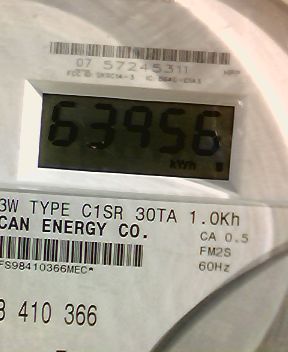 07 57245311
63956
kWh
3W TYPE C1SR 30TA 1.0Kh
CAN ENERGY CO.
CA 0.5
FM2S
60Hz
FS98410366MEC*
8 410 366